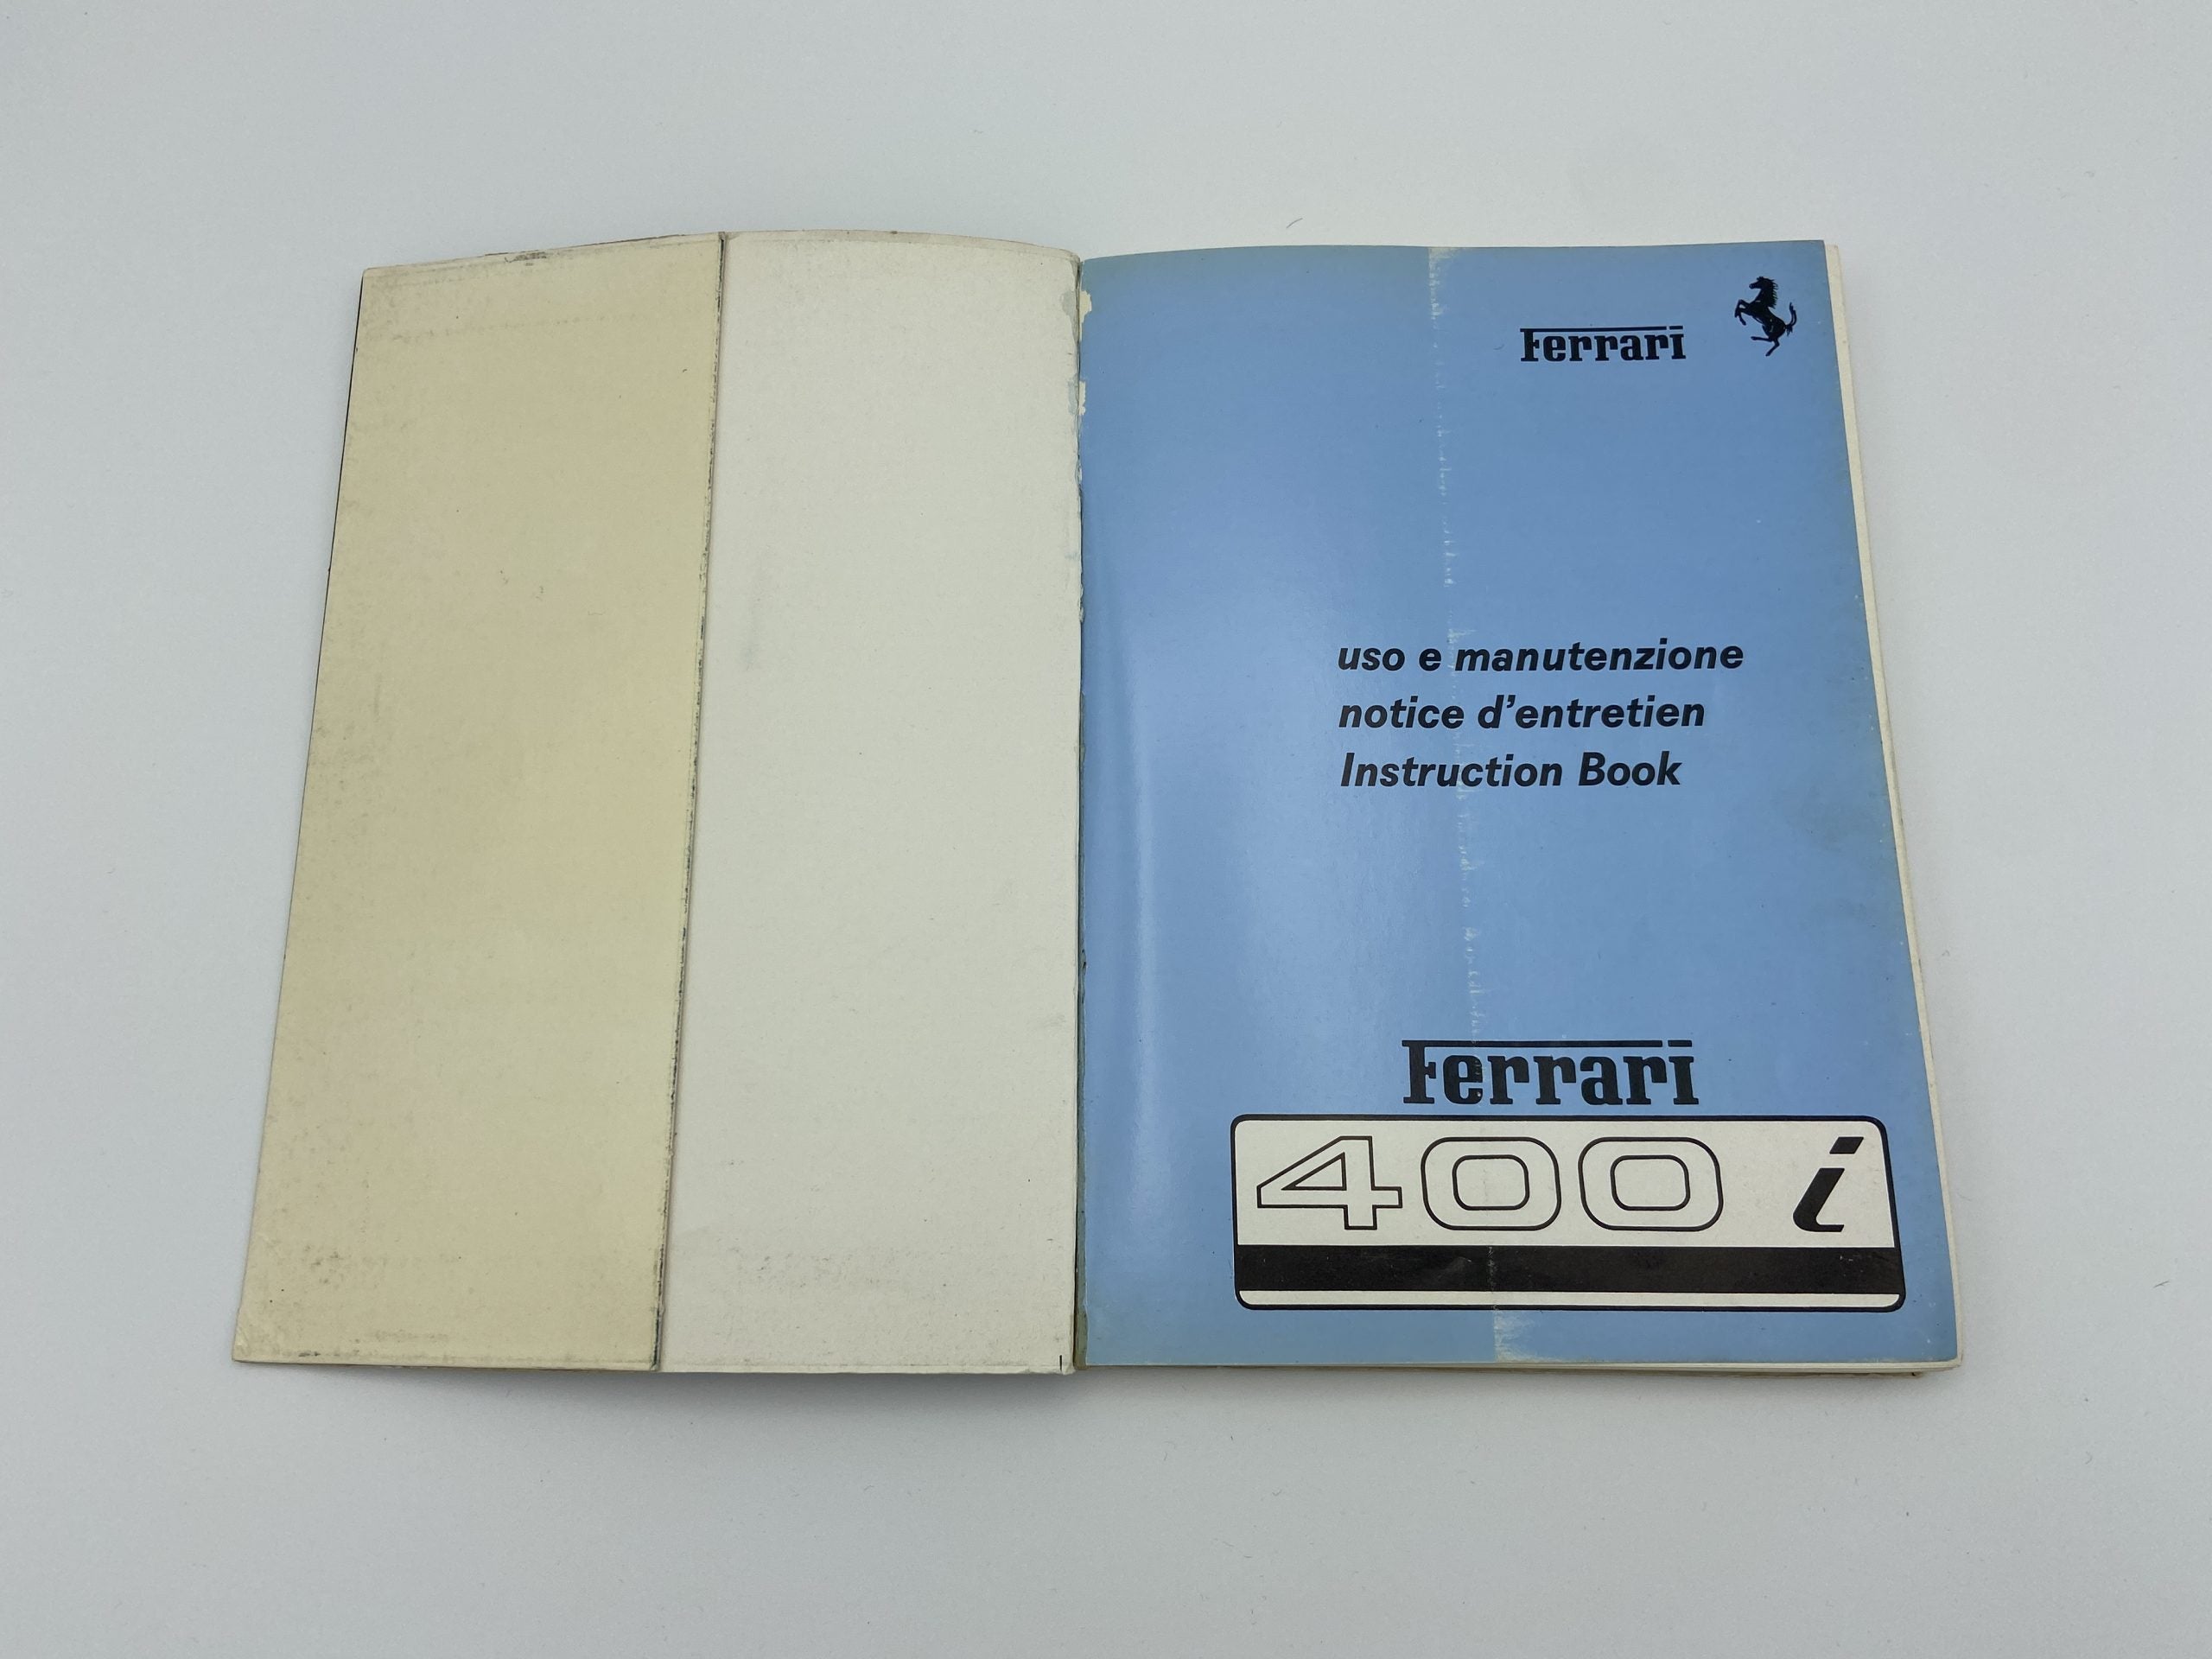 Ferrari
uso e manutenzione
notice d'entretien
Instruction Book
Ferrari
400 i